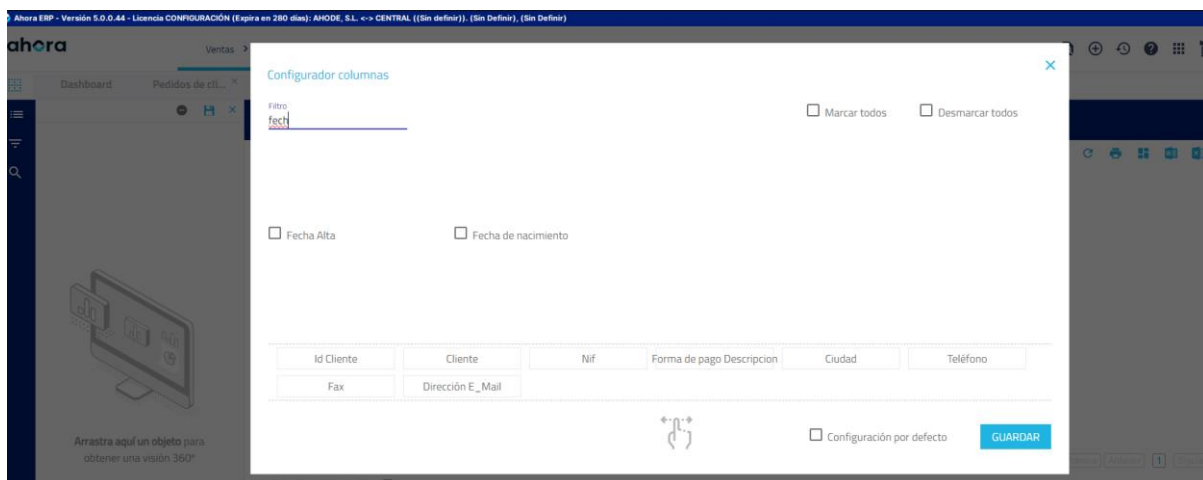 Ahora ERP - Versión 5.0.0.44 - Licencia CONFIGURACIÓN (Expira en 280 días): AHODE, S.L. <-> CENTRAL ((Sin definir)). (Sin Definir), (Sin Definir)
ahora
Ventas
Configurador columnas
Dashboard
Pedidos de cli...
Filtro
fech
Marcar todos
Desmarcar todos
Fecha Alta
Fecha de nacimiento
Id Cliente
Cliente
Nif
Forma de pago Descripcion
Ciudad
Teléfono
Fax
Dirección E_Mail
Configuración por defecto
GUARDAR
Arrastra aquí un objeto para
obtener una visión 360º
Anterior
1